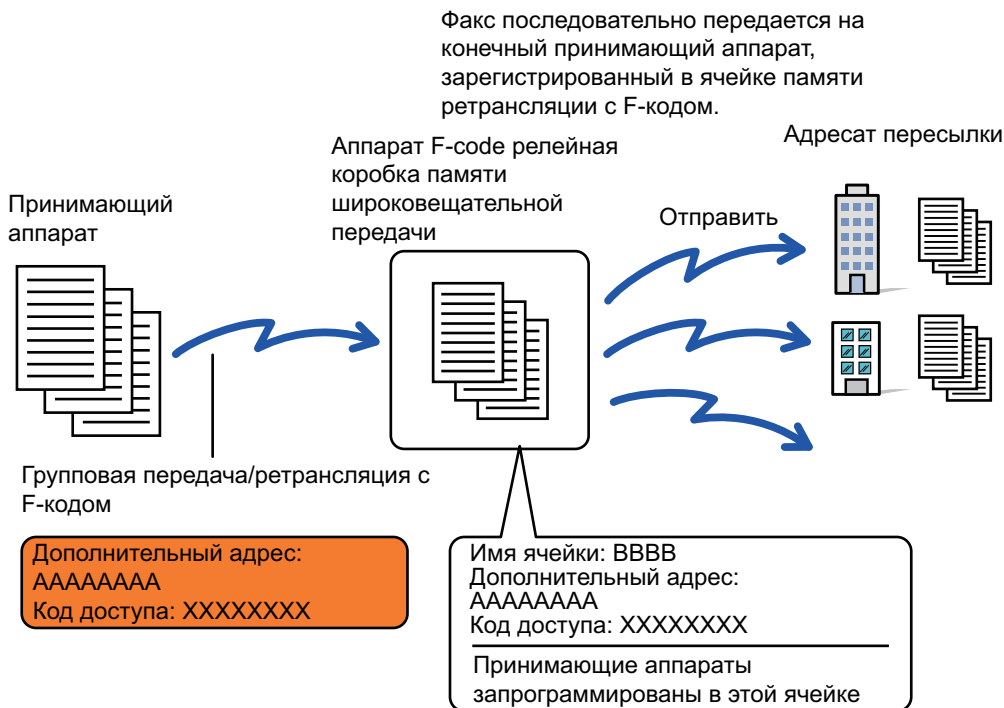 Факс последовательно передается на
конечный принимающий аппарат,
зарегистрированный в ячейке памяти
ретрансляции с F-кодом.
Адресат пересылки
Аппарат F-code релейная
коробка памяти
широковещательной
передачи
Принимающий
аппарат
Отправить
Групповая передача/ретрансляция с
F-кодом
Дополнительный адрес:
AAAAAAAA
Код доступа: XXXXXXXX
Имя ячейки: BBBB
Дополнительный адрес:
AAAAAAAA
Код доступа: XXXXXXXX
Принимающие аппараты
запрограммированы в этой ячейке